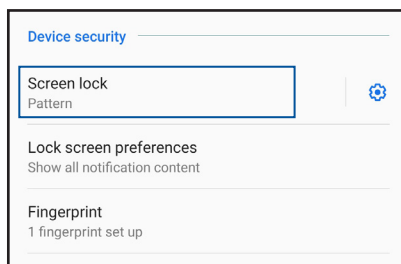 Device security
Screen lock
Pattern
Lock screen preferences
Show all notification content
Fingerprint
1 fingerprint set up